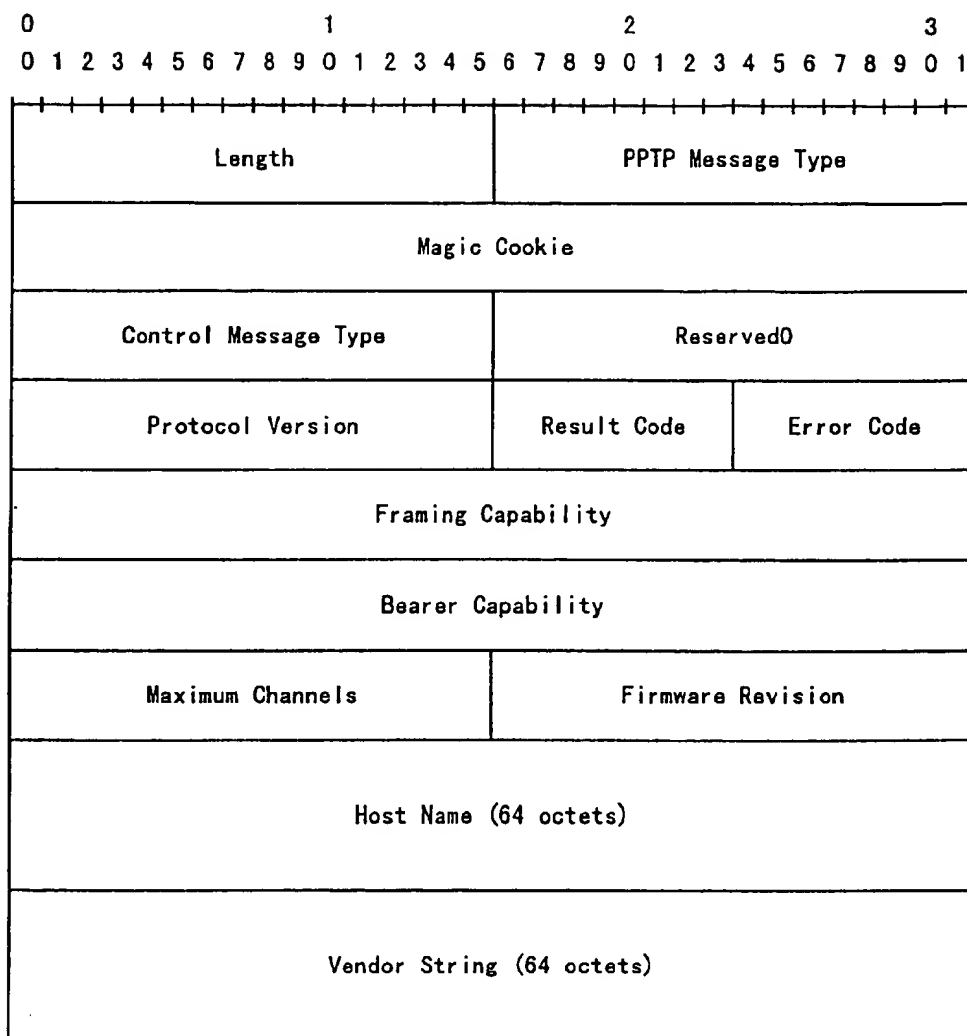 0 1 2 3
0 1 2 3 4 5 6 7 8 9 0 1 2 3 4 5 6 7 8 9 0 1 2 3 4 5 6 7 8 9 0 1
Length PPTP Message Type
Magic Cookie
Control Message Type Reserved0
Protocol Version Result Code Error Code
Framing Capability
Bearer Capability
Maximum Channels Firmware Revision
Host Name (64 octets)
Vendor String (64 octets)